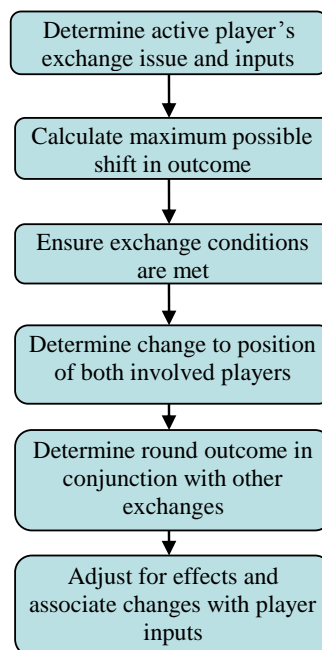 Determine active player’s
exchange issue and inputs
Calculate maximum possible
shift in outcome
Ensure exchange conditions
are met
Determine change to position
of both involved players
Determine round outcome in
conjunction with other
exchanges
Adjust for effects and
associate changes with player
inputs